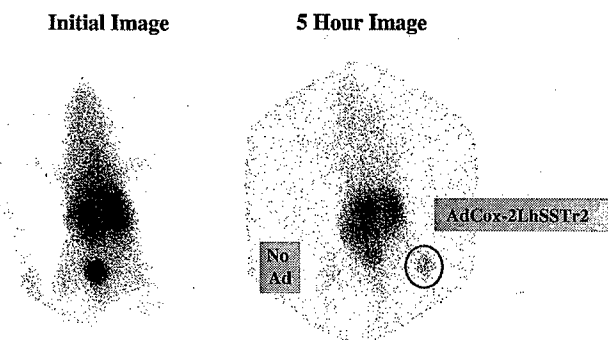 Initial Image
5 Hour Image
AdCox-2LhSSTr2
No
Ad